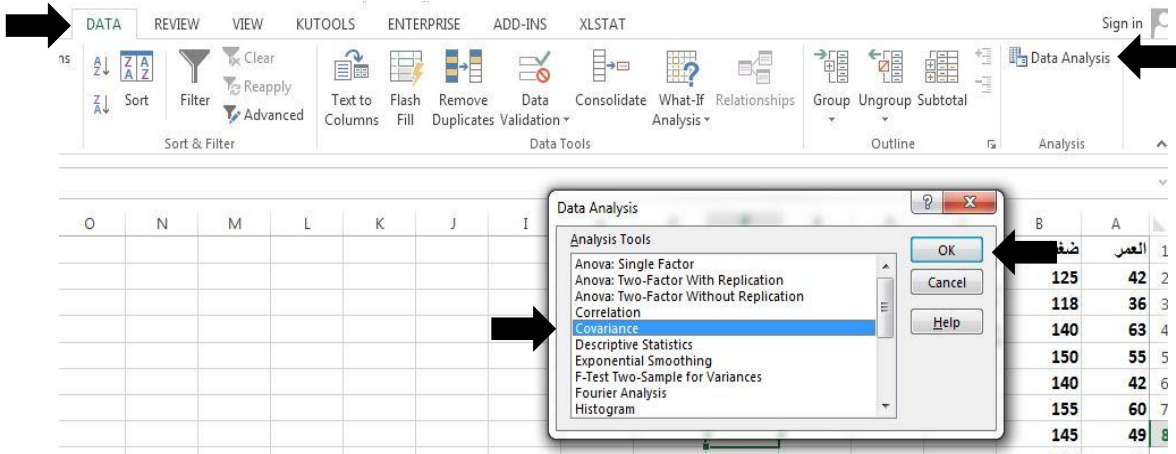 DATA REVIEW VIEW KUTOOLS ENTERPRISE ADD-INS XLSTAT Sign in
Clear
Reapply
Advanced
Sort Filter
Text to Columns
Flash Fill
Remove Duplicates
Data Validation
Consolidate
What-If Analysis
Relationships
Group Ungroup Subtotal
Data Analysis
Sort & Filter Data Tools Outline Analysis
Data Analysis
Analysis Tools
Anova: Single Factor
Anova: Two-Factor With Replication
Anova: Two-Factor Without Replication
Correlation
Covariance
Descriptive Statistics
Exponential Smoothing
F-Test Two-Sample for Variances
Fourier Analysis
Histogram
OK
Cancel
Help
O N M L K J I B A
العمر 1
125 42 2
118 36 3
140 63 4
150 55 5
140 42 6
155 60 7
145 49 8